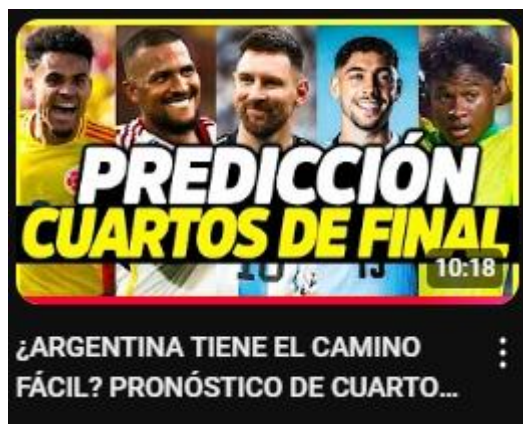 PREDICCIÓN
CUARTOS DE FINAL
10:18
¿ARGENTINA TIENE EL CAMINO
FÁCIL? PRONÓSTICO DE CUARTO...